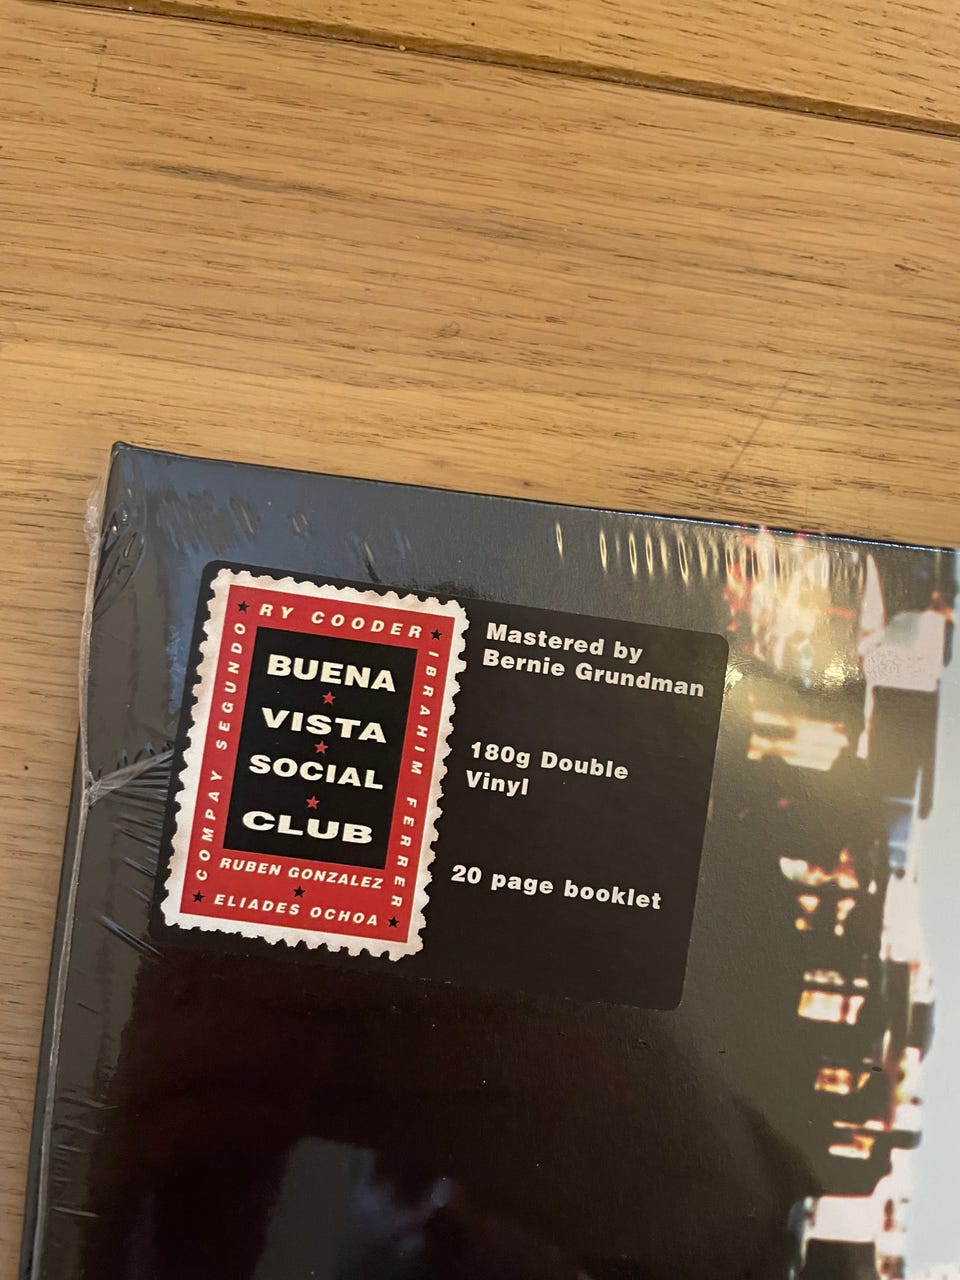 RY COODER
COMPAY SEGUNDO
IBRAHIM FERRER
BUENA
VISTA
SOCIAL
CLUB
RUBEN GONZALEZ
ELIADES OCHOA
Mastered by
Bernie Grundman
180g Double
Vinyl
20 page booklet